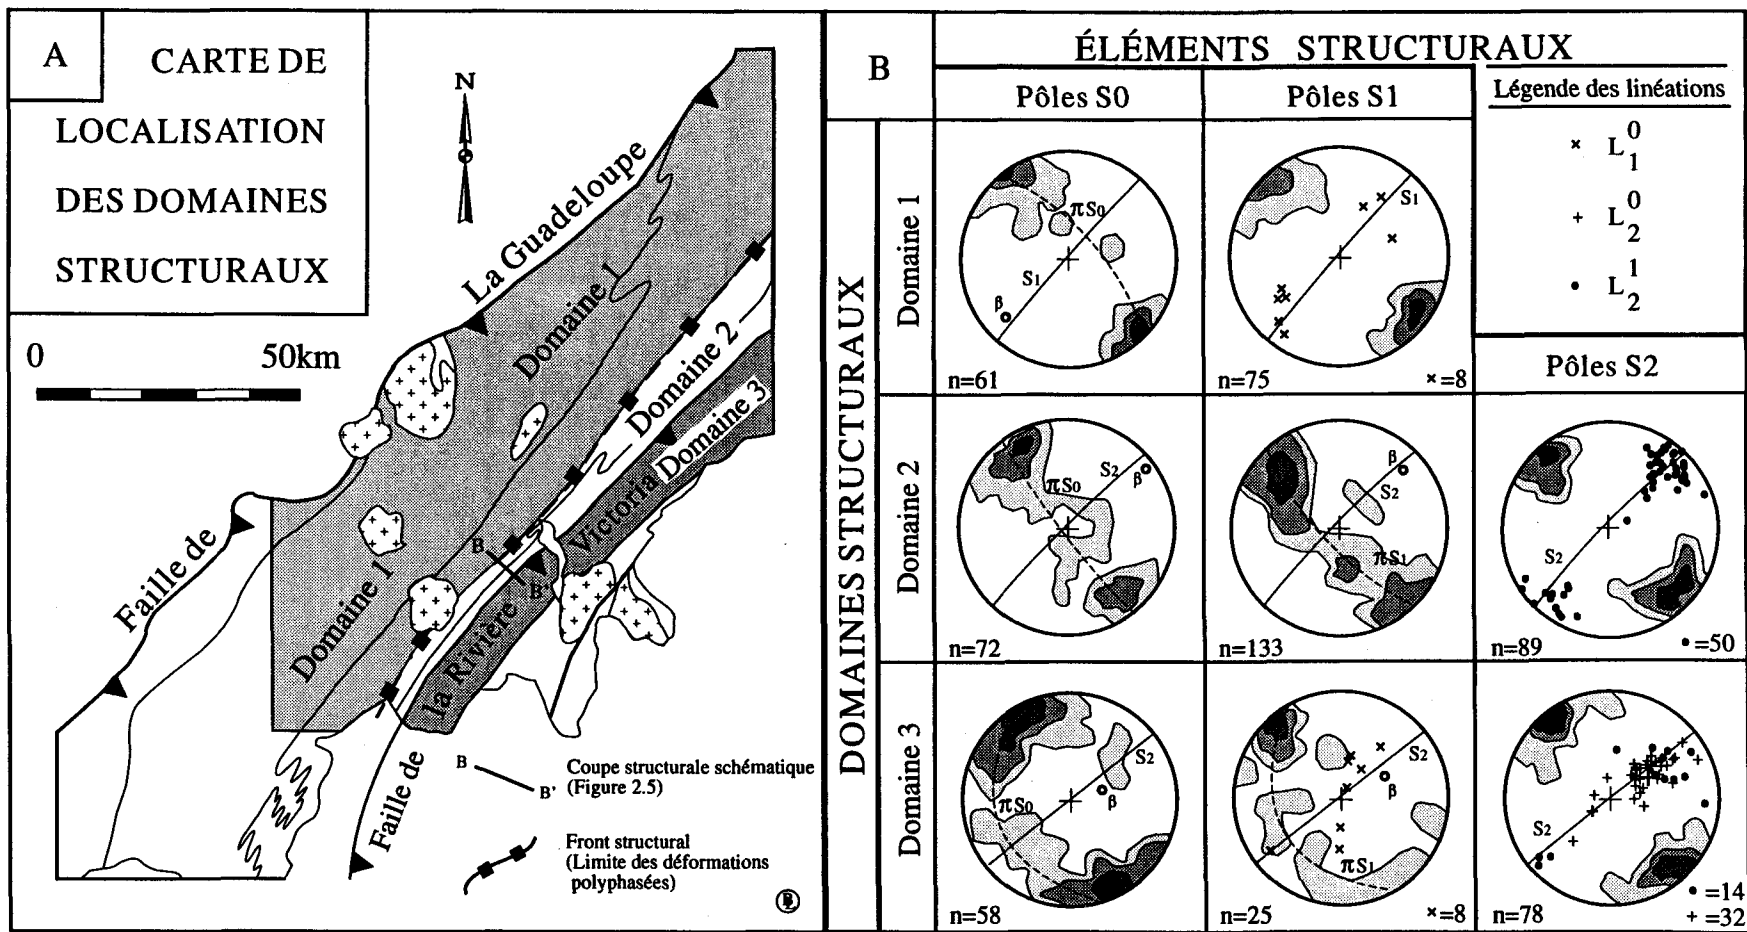 A
CARTE DE
LOCALISATION
DES DOMAINES
STRUCTURAUX
0 50km
N
La Guadeloupe
Faille de
Domaine 1
Domaine 1
Domaine 2
Domaine 3
Victoria
la Rivière
Faille de
B
B'
B
B'
Coupe structurale schématique
(Figure 2.5)
Front structural
(Limite des déformations
polyphasées)
B
ÉLÉMENTS STRUCTURAUX
Pôles S0
Pôles S1
Légende des linéations
× L 0 1
+ L 0 2
• L 1 2
Pôles S2
DOMAINES STRUCTURAUX
Domaine 1
πS0
S1
β
n=61
S1
n=75
×=8
Domaine 2
πS0
S2
β
n=72
β
S2
πS1
n=133
S2
n=89
•=50
Domaine 3
S2
πS0
β
n=58
S2
β
πS1
n=25
×=8
S2
n=78
•=14
+=32